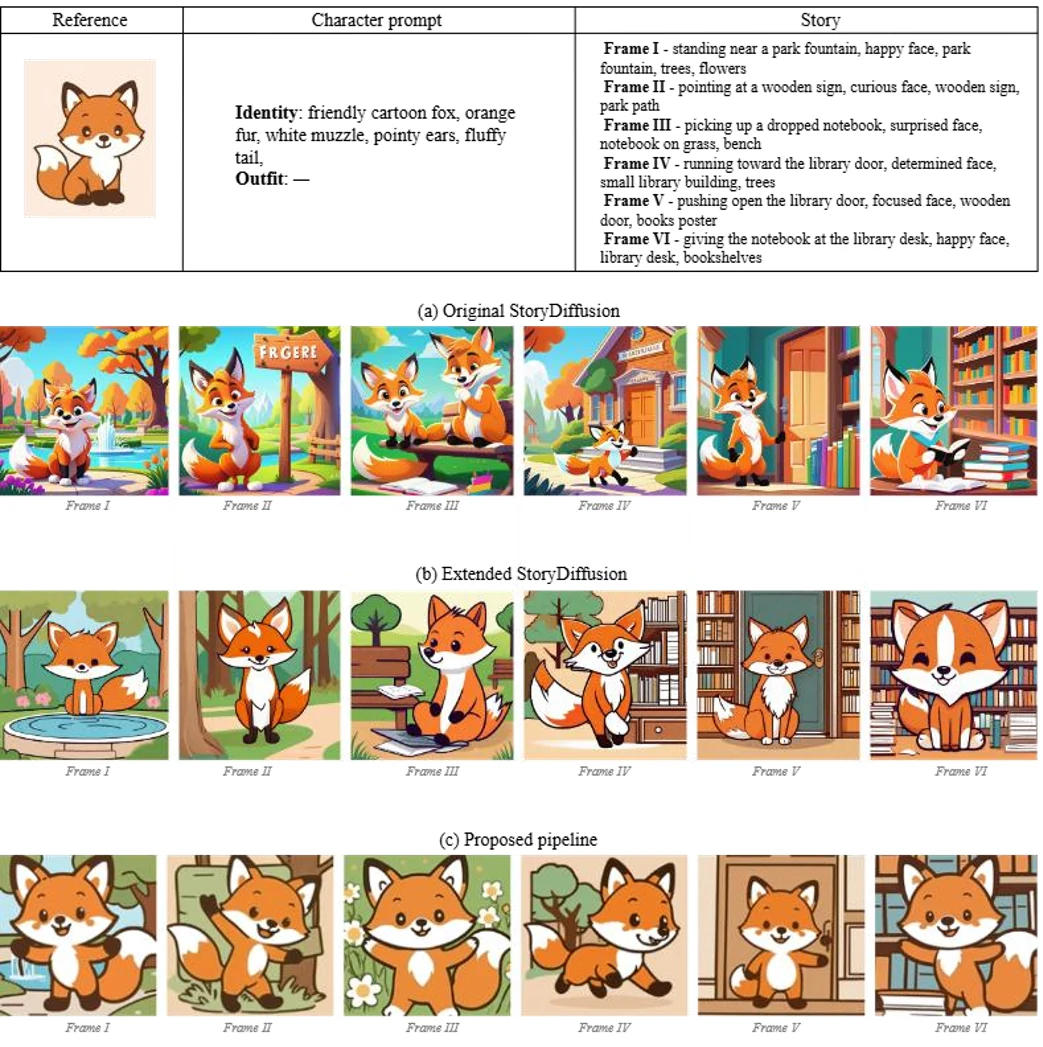 Reference Character prompt Story
Identity: friendly cartoon fox, orange
fur, white muzzle, pointy ears, fluffy
tail,
Outfit: —
Frame I - standing near a park fountain, happy face, park
fountain, trees, flowers
Frame II - pointing at a wooden sign, curious face, wooden sign,
park path
Frame III - picking up a dropped notebook, surprised face,
notebook on grass, bench
Frame IV - running toward the library door, determined face,
small library building, trees
Frame V - pushing open the library door, focused face, wooden
door, books poster
Frame VI - giving the notebook at the library desk, happy face,
library desk, bookshelves
(a) Original StoryDiffusion
FRGERE
Frame I Frame II Frame III Frame IV Frame V Frame VI
(b) Extended StoryDiffusion
Frame I Frame II Frame III Frame IV Frame V Frame VI
(c) Proposed pipeline
Frame I Frame II Frame III Frame IV Frame V Frame VI